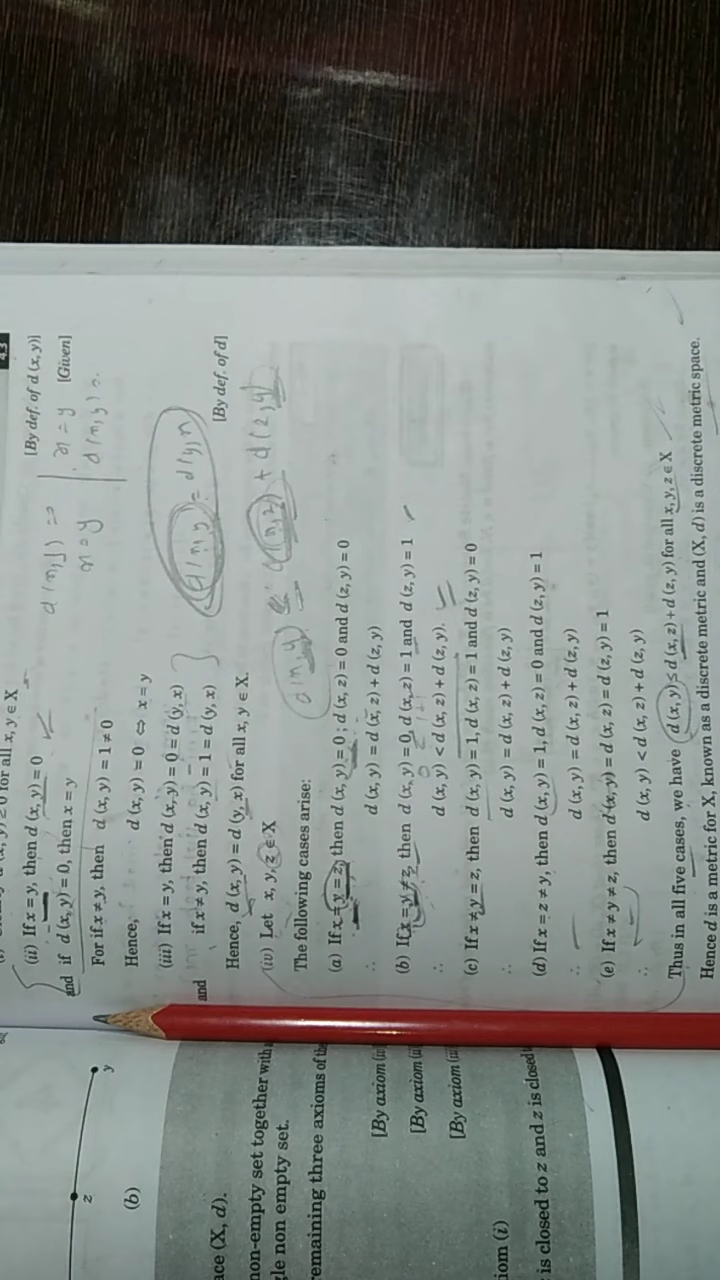 43
for all x, y ∈ X
(ii) If x = y, then d (x, y) = 0 [By def. of d (x, y)]
and if d (x, y) = 0, then x = y [Given]
For if x ≠ y, then d (x, y) = 1 ≠ 0
x = y
x = y
Hence, d (x, y) = 0 ⇔ x = y
(iii) If x = y, then d (x, y) = 0 = d (y, x)
and if x ≠ y, then d (x, y) = 1 = d (y, x) [By def. of d]
Hence, d (x, y) = d (y, x) for all x, y ∈ X.
(iv) Let x, y, z ∈ X
d (x, y) ≤ d (x, z) + d (z, y)
The following cases arise:
(a) If x = y = z, then d (x, y) = 0 ; d (x, z) = 0 and d (z, y) = 0
∴ d (x, y) = d (x, z) + d (z, y)
(b) If x = y ≠ z, then d (x, y) = 0, d (x, z) = 1 and d (z, y) = 1
∴ d (x, y) < d (x, z) + d (z, y).
(c) If x ≠ y = z, then d (x, y) = 1, d (x, z) = 1 and d (z, y) = 0
∴ d (x, y) = d (x, z) + d (z, y)
(d) If x = z ≠ y, then d (x, y) = 1, d (x, z) = 0 and d (z, y) = 1
∴ d (x, y) = d (x, z) + d (z, y)
(e) If x ≠ y ≠ z, then d (x, y) = d (x, z) = d (z, y) = 1
∴ d (x, y) < d (x, z) + d (z, y)
Thus in all five cases, we have d (x, y) ≤ d (x, z) + d (z, y) for all x, y, z ∈ X
Hence d is a metric for X, known as a discrete metric and (X, d) is a discrete metric space.
z
y
(b)
ace (X, d).
non-empty set together with
gle non empty set.
remaining three axioms of the
[By axiom
[By axiom
[By axiom
iom (i)
is closed to z and z is closed